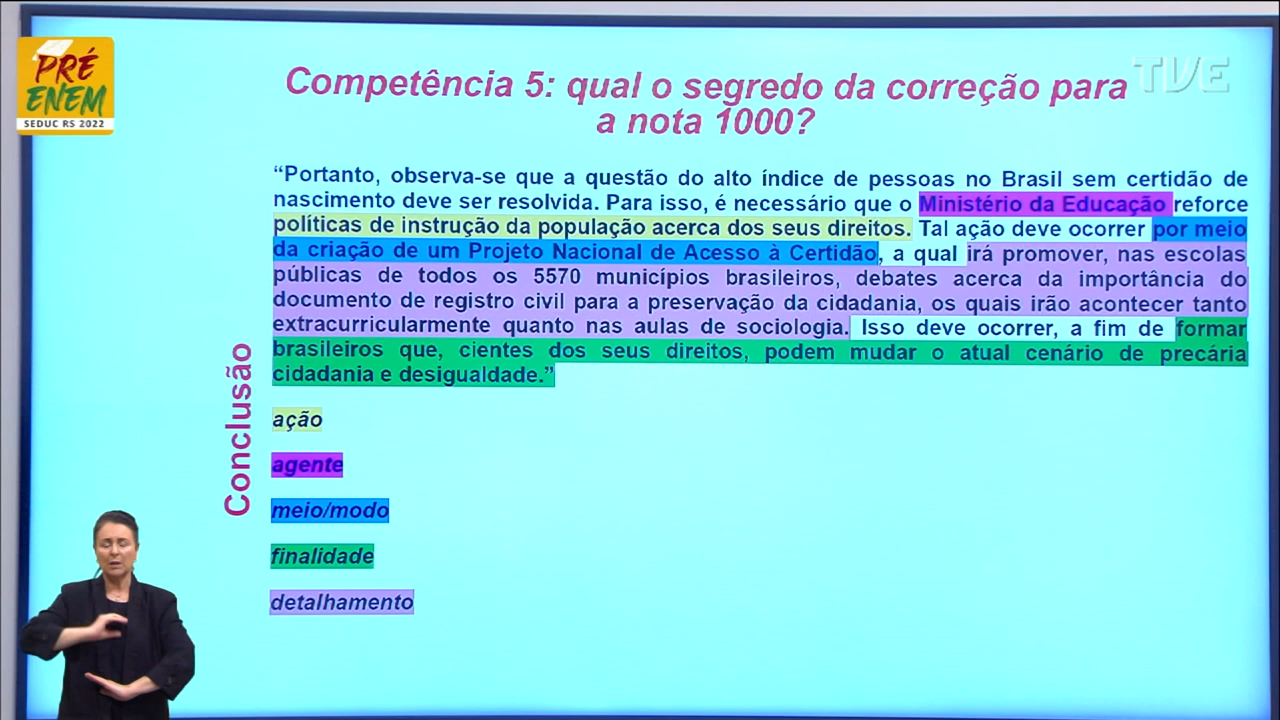 PRÉ
ENEM
SEDUC RS 2022
TVE
Competência 5: qual o segredo da correção para
a nota 1000?
“Portanto, observa-se que a questão do alto índice de pessoas no Brasil sem certidão de
nascimento deve ser resolvida. Para isso, é necessário que o Ministério da Educação reforce
políticas de instrução da população acerca dos seus direitos. Tal ação deve ocorrer por meio
da criação de um Projeto Nacional de Acesso à Certidão, a qual irá promover, nas escolas
públicas de todos os 5570 municípios brasileiros, debates acerca da importância do
documento de registro civil para a preservação da cidadania, os quais irão acontecer tanto
extracurricularmente quanto nas aulas de sociologia. Isso deve ocorrer, a fim de formar
brasileiros que, cientes dos seus direitos, podem mudar o atual cenário de precária
cidadania e desigualdade.”
Conclusão
ação
agente
meio/modo
finalidade
detalhamento